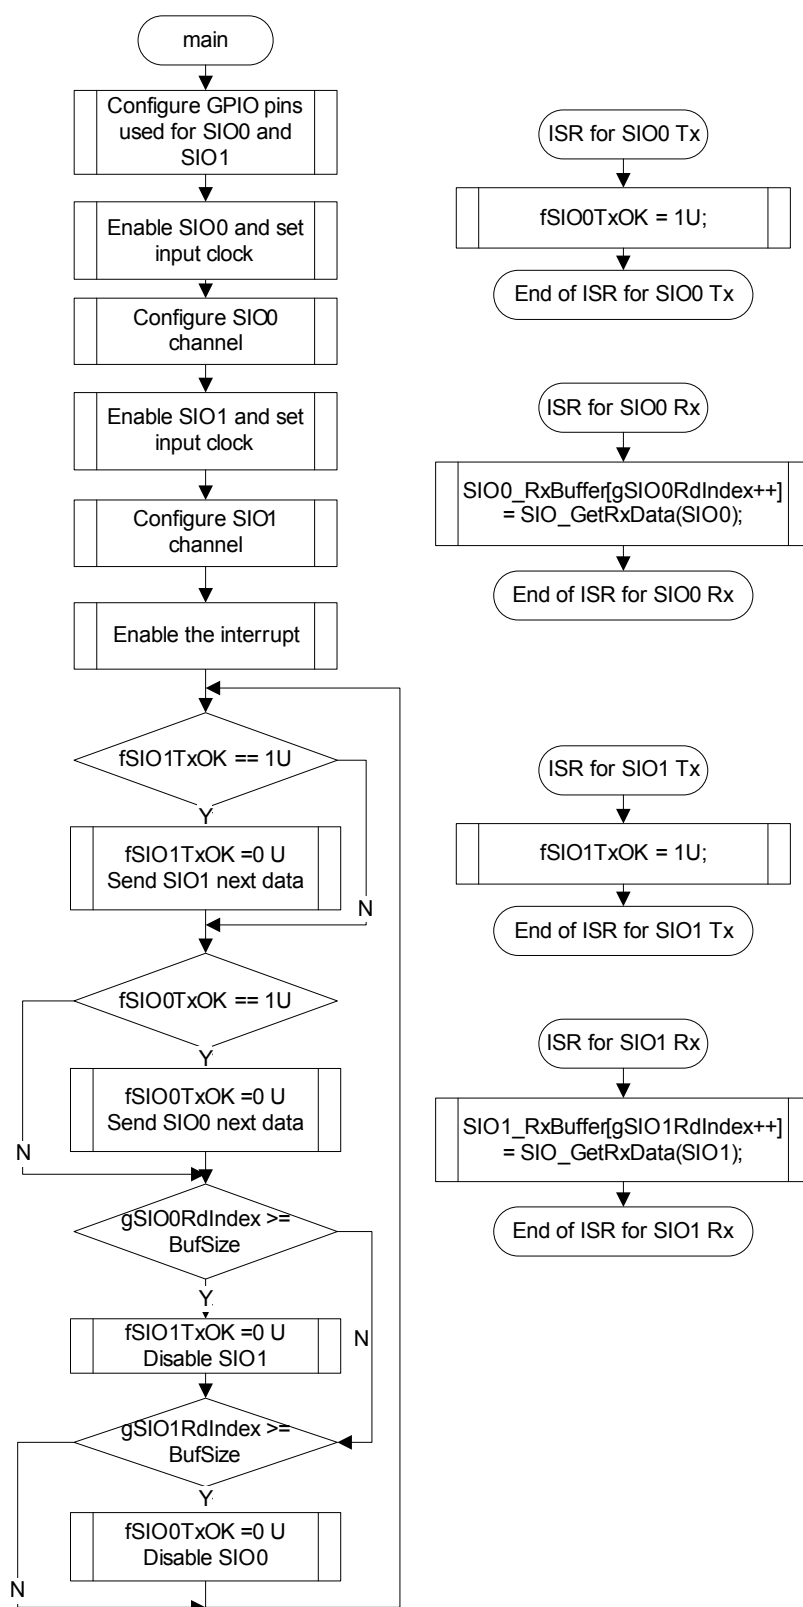 main
Configure GPIO pins
used for SIO0 and
SIO1
Enable SIO0 and set
input clock
Configure SIO0
channel
Enable SIO1 and set
input clock
Configure SIO1
channel
Enable the interrupt
fSIO1TxOK == 1U
Y
fSIO1TxOK =0 U
Send SIO1 next data
N
fSIO0TxOK == 1U
Y
fSIO0TxOK =0 U
Send SIO0 next data
N
gSIO0RdIndex >=
BufSize
Y
N
fSIO1TxOK =0 U
Disable SIO1
gSIO1RdIndex >=
BufSize
Y
fSIO0TxOK =0 U
Disable SIO0
N
ISR for SIO0 Tx
fSIO0TxOK = 1U;
End of ISR for SIO0 Tx
ISR for SIO0 Rx
SIO0_RxBuffer[gSIO0RdIndex++]
= SIO_GetRxData(SIO0);
End of ISR for SIO0 Rx
ISR for SIO1 Tx
fSIO1TxOK = 1U;
End of ISR for SIO1 Tx
ISR for SIO1 Rx
SIO1_RxBuffer[gSIO1RdIndex++]
= SIO_GetRxData(SIO1);
End of ISR for SIO1 Rx